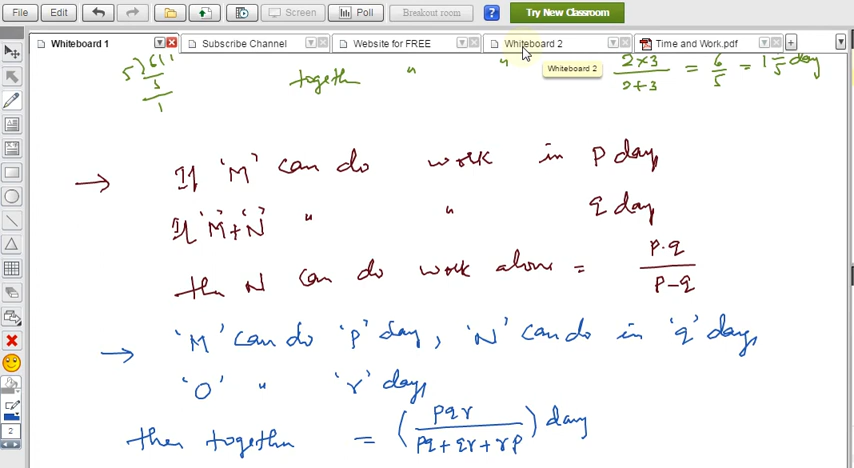 File Edit Screen Poll Breakout room ? Try New Classroom
Whiteboard 1 Subscribe Channel Website for FREE Whiteboard 2 Time and Work.pdf
Whiteboard 2
together " " 2×3/2+3 = 6/5 = 1 1/5 day
→ If 'M' can do work in P day
If 'M'+'N' " " q day
then N can do work alone = p.q/p-q
→ 'M' can do 'P' day, 'N' can do in 'q' days
'O' " 'r' days
then together = (pqr/pq+qr+rp) days
2